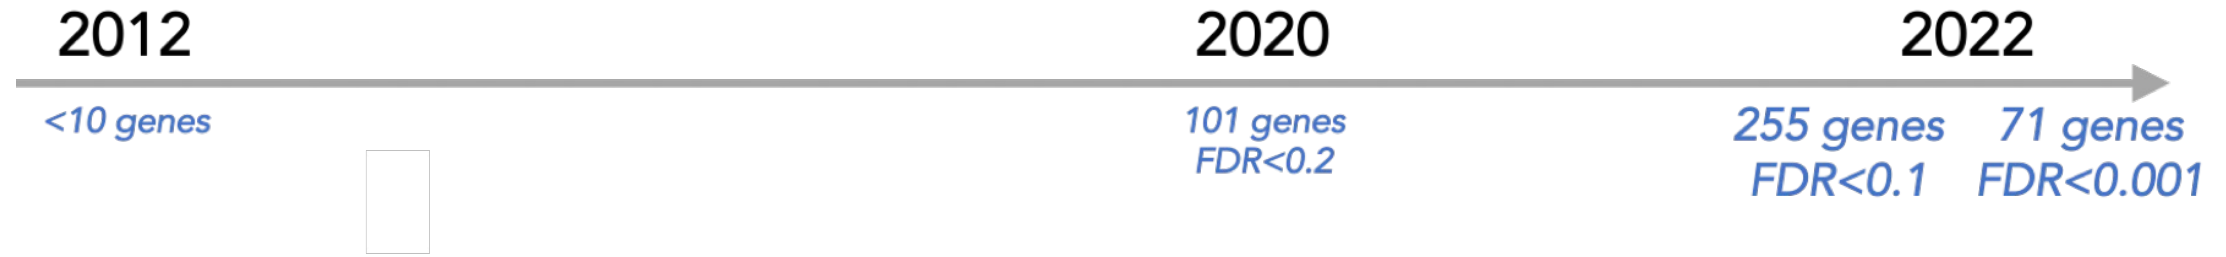 2012 2020 2022
<10 genes 101 genes 255 genes 71 genes
FDR<0.2 FDR<0.1 FDR<0.001